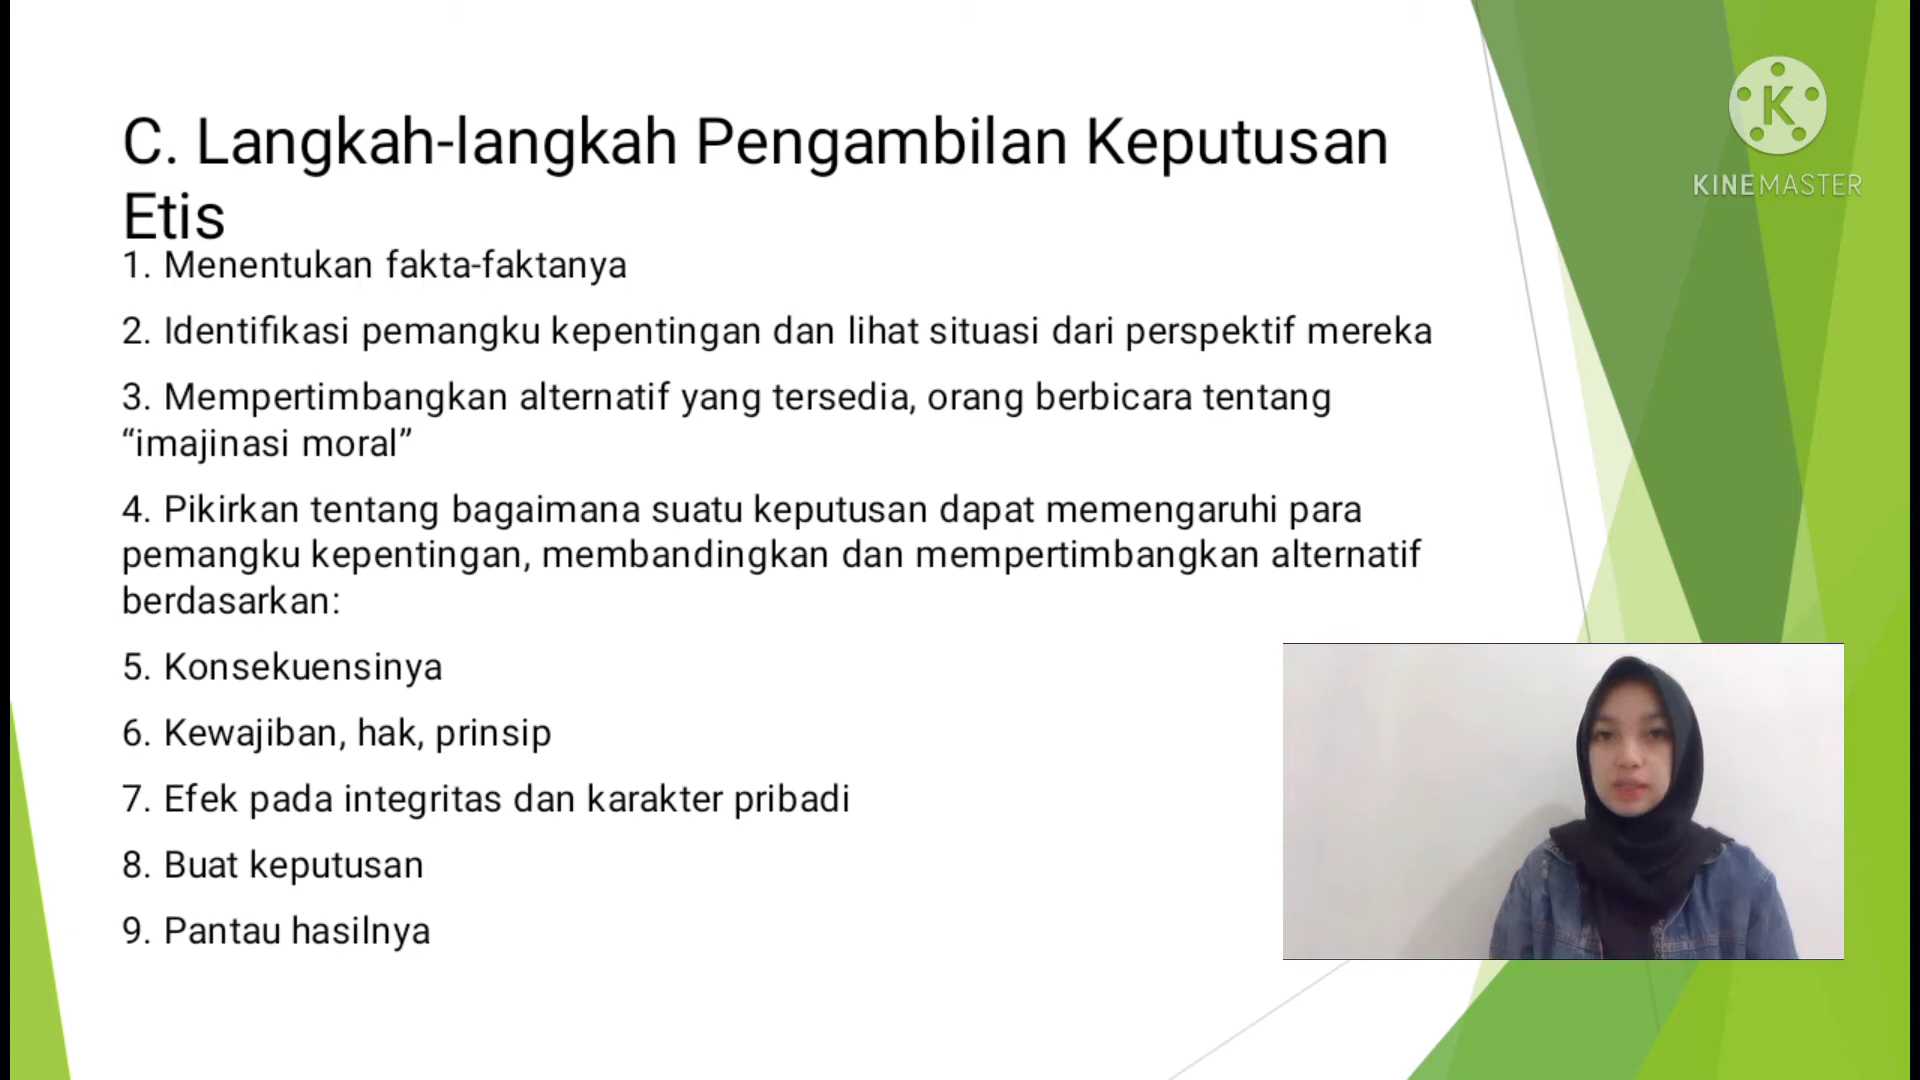 C. Langkah-langkah Pengambilan Keputusan
Etis
1. Menentukan fakta-faktanya
2. Identifikasi pemangku kepentingan dan lihat situasi dari perspektif mereka
3. Mempertimbangkan alternatif yang tersedia, orang berbicara tentang
“imajinasi moral”
4. Pikirkan tentang bagaimana suatu keputusan dapat memengaruhi para
pemangku kepentingan, membandingkan dan mempertimbangkan alternatif
berdasarkan:
5. Konsekuensinya
6. Kewajiban, hak, prinsip
7. Efek pada integritas dan karakter pribadi
8. Buat keputusan
9. Pantau hasilnya
K
KINEMASTER